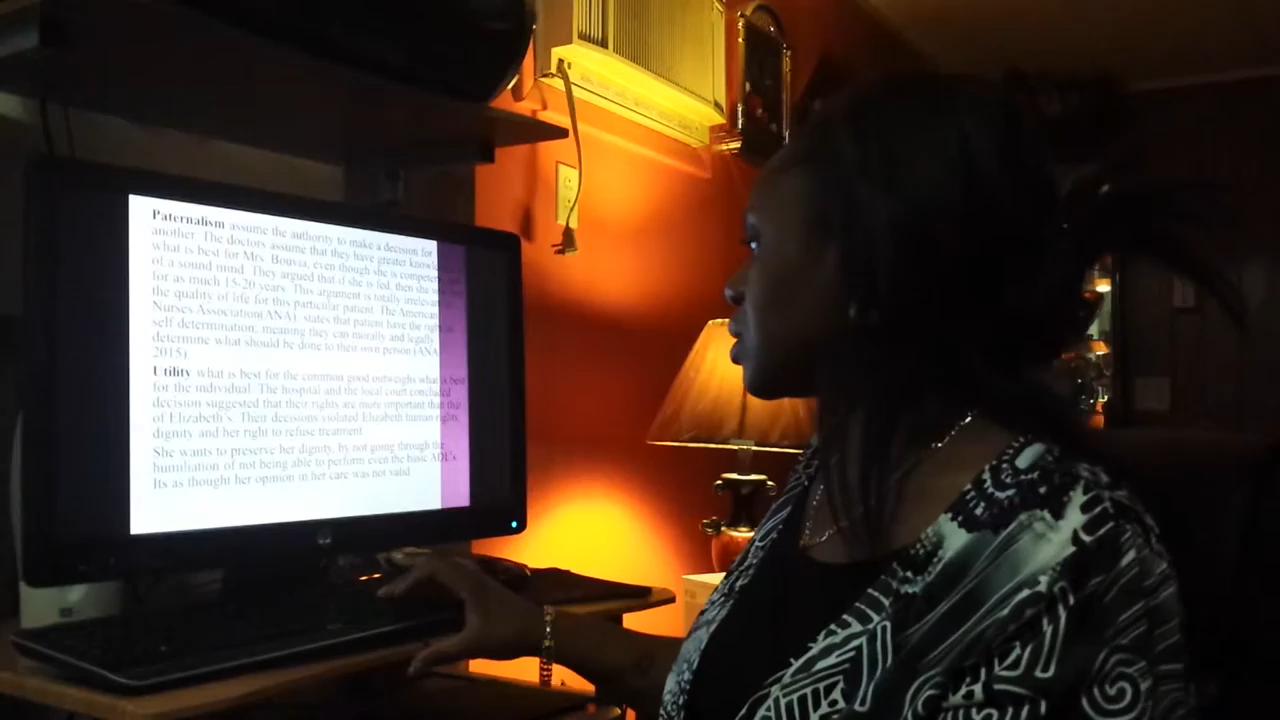 Paternalism assume the authority to make a decision for
another. The doctors assume that they have greater knowle
what is best for Mrs. Bouvia, even though she is competen
of a sound mind. They argued that if she is fed, then she w
for as much 15-20 years. This argument is totally irrelevan
the quality of life for this particular patient. The American
Nurses Association(ANA), states that patient have the right
self determination, meaning they can morally and legally
determine what should be done to their own person (ANA
2015).
Utility what is best for the common good outweighs what is best
for the individual. The hospital and the local court concluded
decision suggested that their rights are more important than that
of Elizabeth's. Their decisions violated Elizabeth human rights,
dignity and her right to refuse treatment.
She wants to preserve her dignity, by not going through the
humiliation of not being able to perform even the basic ADL's.
Its as thought her opinion in her care was not valid